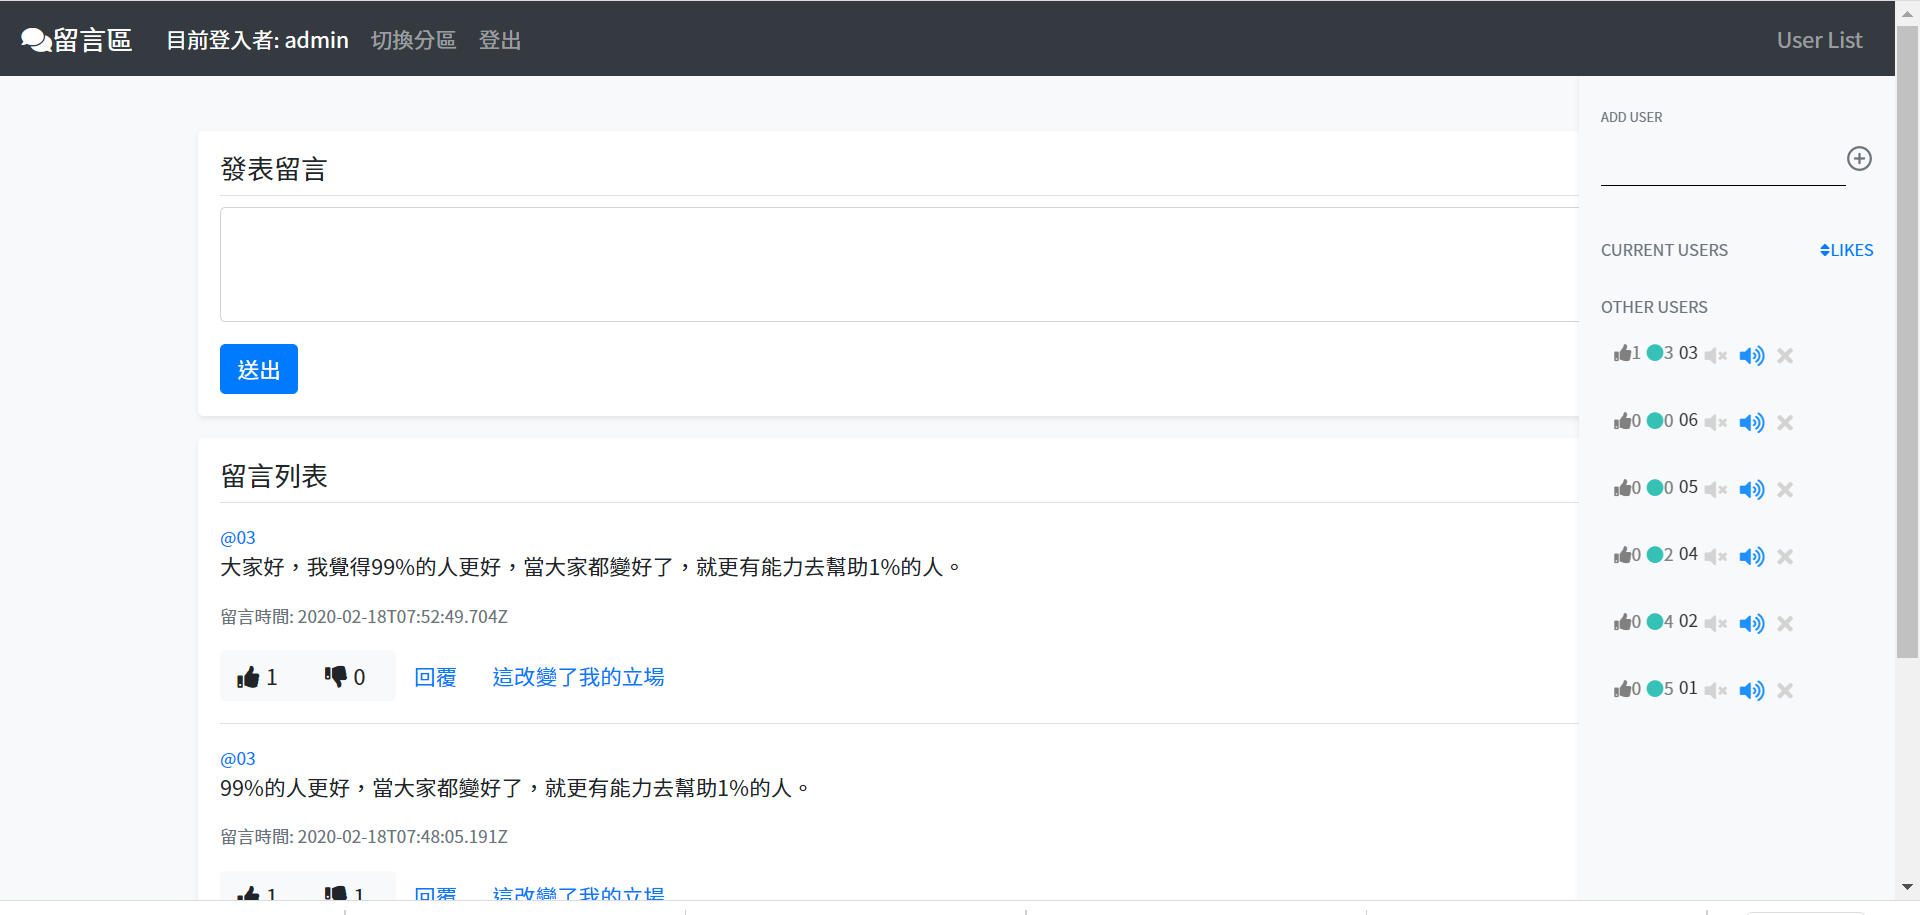 留言區 目前登入者: admin 切換分區 登出 User List
發表留言
送出
留言列表
@03
大家好，我覺得99%的人更好，當大家都變好了，就更有能力去幫助1%的人。
留言時間: 2020-02-18T07:52:49.704Z
1 0 回覆 這改變了我的立場
@03
99%的人更好，當大家都變好了，就更有能力去幫助1%的人。
留言時間: 2020-02-18T07:48:05.191Z
1 1 回覆 這改變了我的立場
ADD USER
CURRENT USERS LIKES
OTHER USERS
1 3 03
0 0 06
0 0 05
0 2 04
0 4 02
0 5 01